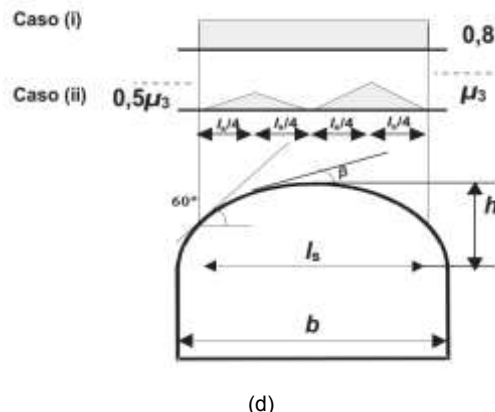 Caso (i)
0,8
Caso (ii)
0,5μ₃
μ₃
lₛ/4 lₛ/4 lₛ/4 lₛ/4
60°
β
h
lₛ
b
(d)